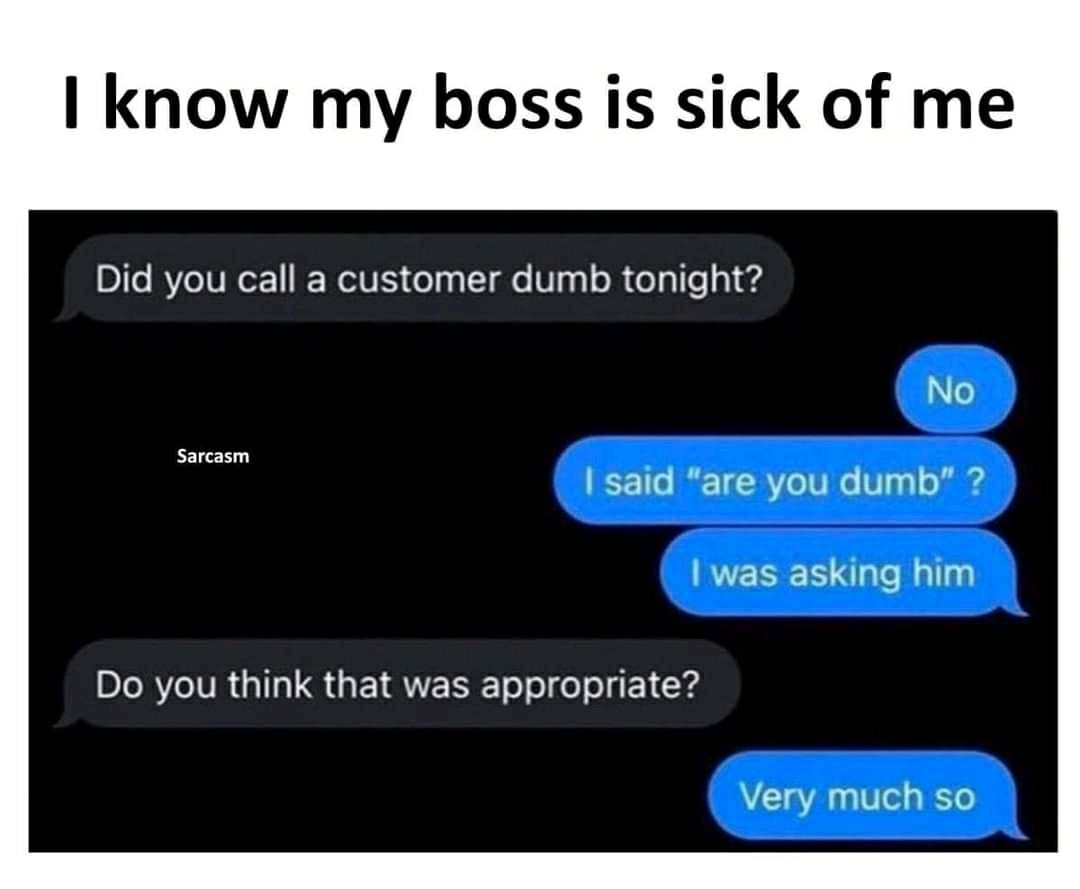 I know my boss is sick of me
Did you call a customer dumb tonight?
No
Sarcasm
I said "are you dumb" ?
I was asking him
Do you think that was appropriate?
Very much so